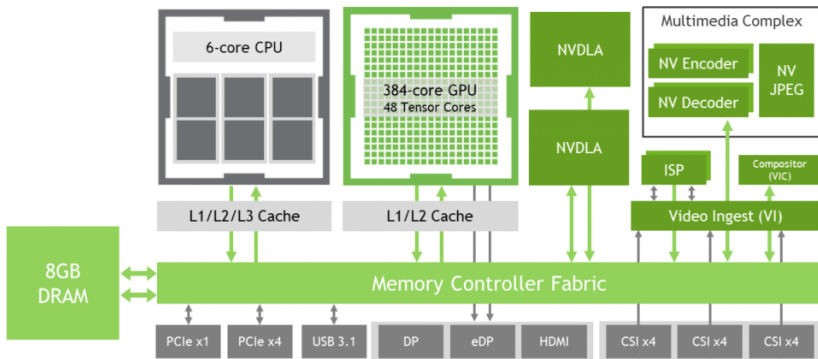 6-core CPU
384-core GPU
48 Tensor Cores
NVDLA
NVDLA
Multimedia Complex
NV Encoder
NV Decoder
NV
JPEG
ISP
Compositor
(VIC)
L1/L2/L3 Cache
L1/L2 Cache
Video Ingest (VI)
8GB
DRAM
Memory Controller Fabric
PCIe x1
PCIe x4
USB 3.1
DP
eDP
HDMI
CSI x4
CSI x4
CSI x4